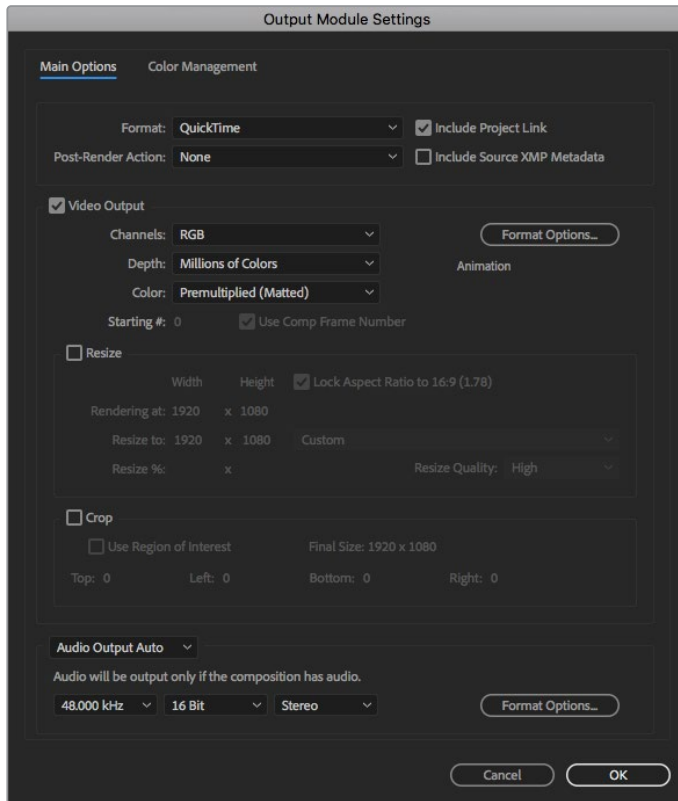 Output Module Settings
Main Options Color Management
Format: QuickTime Include Project Link
Post-Render Action: None Include Source XMP Metadata
Video Output
Channels: RGB Format Options...
Depth: Millions of Colors Animation
Color: Premultiplied (Matted)
Starting #: 0 Use Comp Frame Number
Resize
Width Height Lock Aspect Ratio to 16:9 (1.78)
Rendering at: 1920 x 1080
Resize to: 1920 x 1080 Custom
Resize %: x Resize Quality: High
Crop
Use Region of Interest Final Size: 1920 x 1080
Top: 0 Left: 0 Bottom: 0 Right: 0
Audio Output Auto
Audio will be output only if the composition has audio.
48.000 kHz 16 Bit Stereo Format Options...
Cancel OK